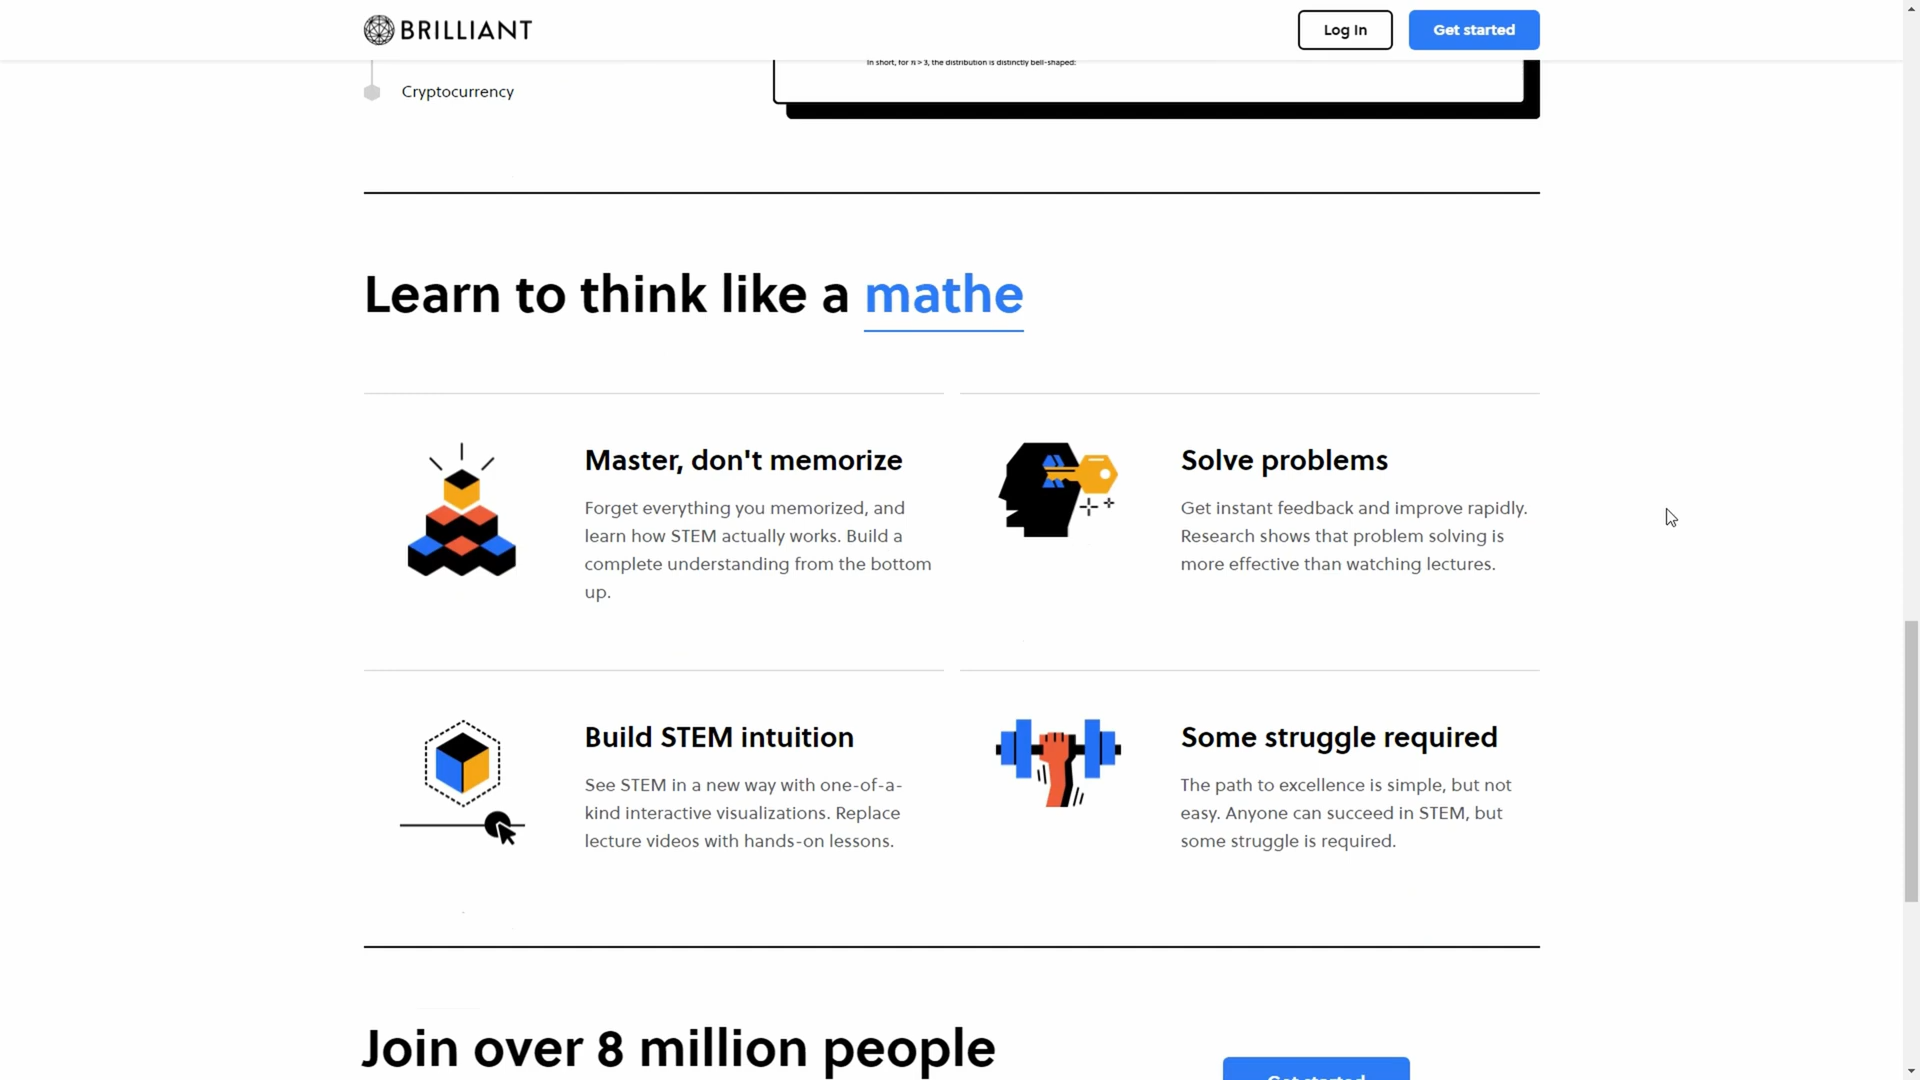 BRILLIANT
Log In
Get started
In short, for n > 3, the distribution is distinctly bell-shaped:
Cryptocurrency
Learn to think like a mathe
Master, don't memorize
Forget everything you memorized, and
learn how STEM actually works. Build a
complete understanding from the bottom
up.
Solve problems
Get instant feedback and improve rapidly.
Research shows that problem solving is
more effective than watching lectures.
Build STEM intuition
See STEM in a new way with one-of-a-
kind interactive visualizations. Replace
lecture videos with hands-on lessons.
Some struggle required
The path to excellence is simple, but not
easy. Anyone can succeed in STEM, but
some struggle is required.
Join over 8 million people
Get started